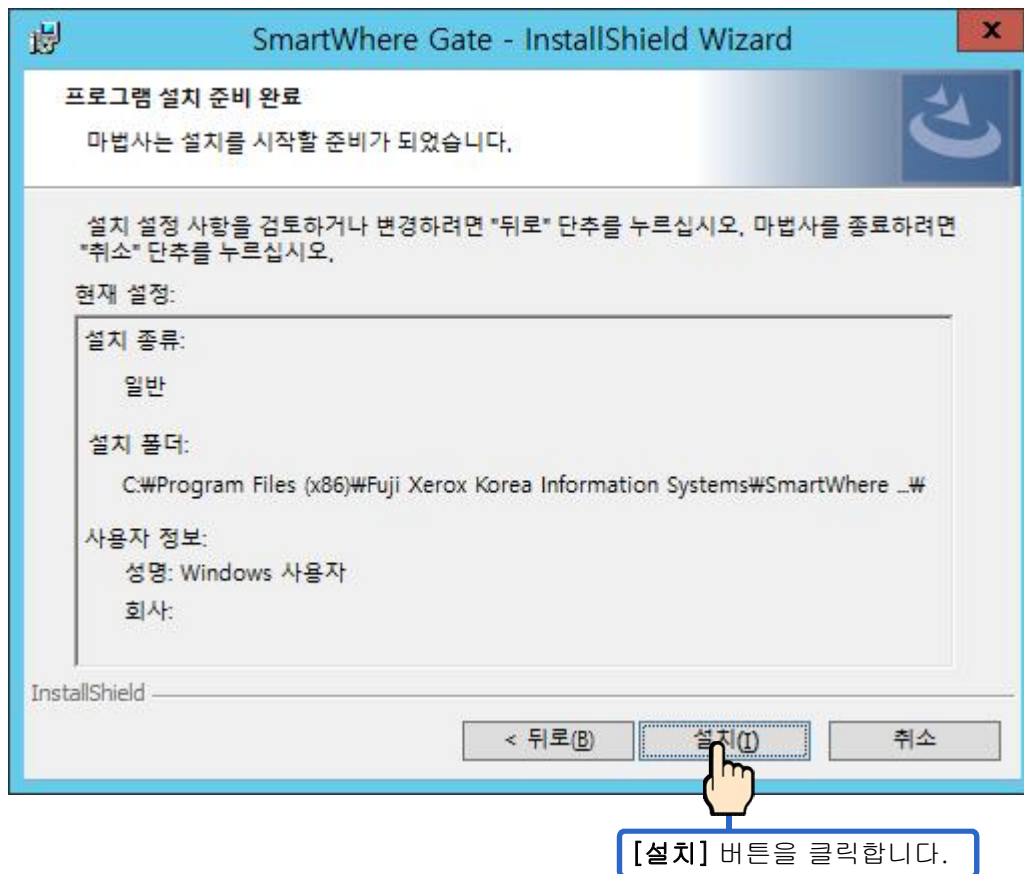 SmartWhere Gate - InstallShield Wizard
x
프로그램 설치 준비 완료
마법사는 설치를 시작할 준비가 되었습니다.
설치 설정 사항을 검토하거나 변경하려면 "뒤로" 단추를 누르십시오. 마법사를 종료하려면
"취소" 단추를 누르십시오.
현재 설정:
설치 종류:
일반
설치 폴더:
C:₩Program Files (x86)₩Fuji Xerox Korea Information Systems₩SmartWhere ...₩
사용자 정보:
성명: Windows 사용자
회사:
InstallShield
< 뒤로(B) 설치(I) 취소
[설치] 버튼을 클릭합니다.